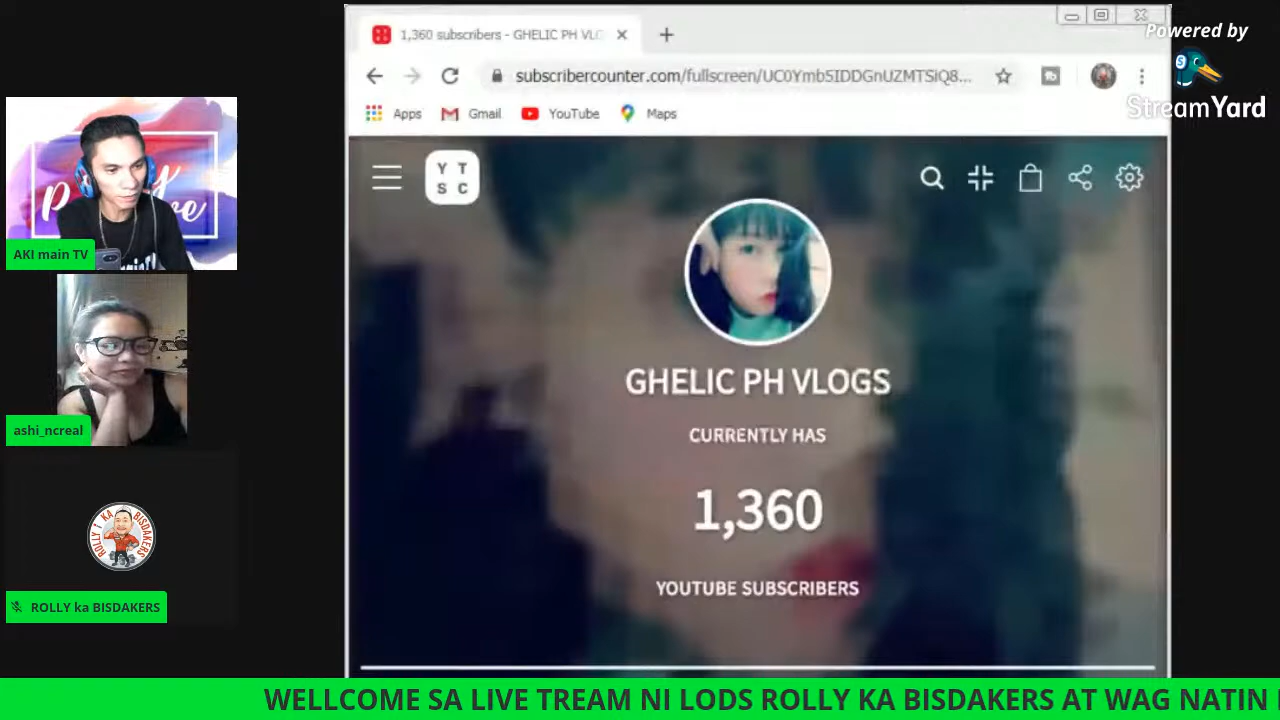 1,360 subscribers - GHELIC PH VLO
subscribercounter.com/fullscreen/UC0Ymb5IDDGnUZMTSiQ8...
Apps
Gmail
YouTube
Maps
Powered by
StreamYard
Y T
S C
AKI main TV
ashi_ncreal
ROLLY ka BISDAKERS
GHELIC PH VLOGS
CURRENTLY HAS
1,360
YOUTUBE SUBSCRIBERS
WELLCOME SA LIVE TREAM NI LODS ROLLY KA BISDAKERS AT WAG NATIN